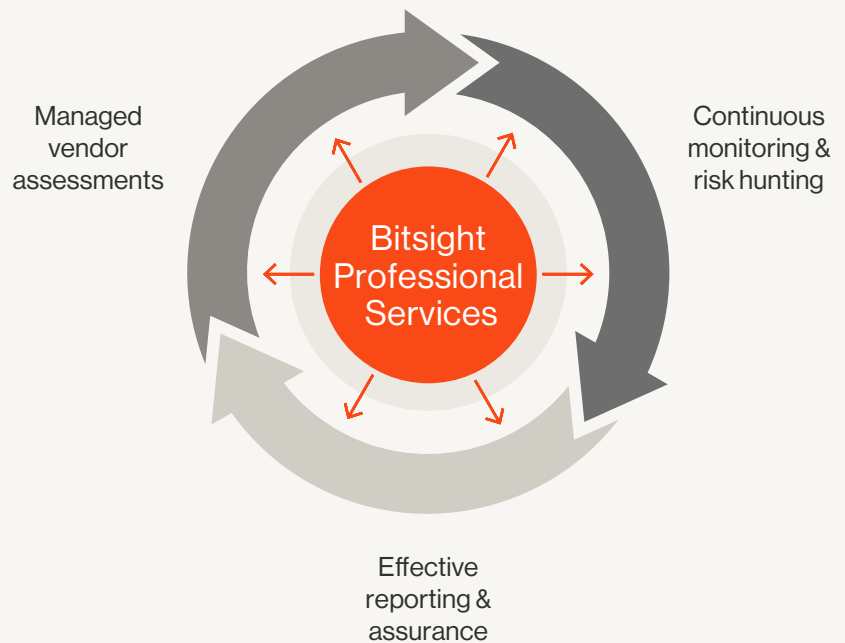 Managed
vendor
assessments
Continuous
monitoring &
risk hunting
Bitsight
Professional
Services
Effective
reporting &
assurance